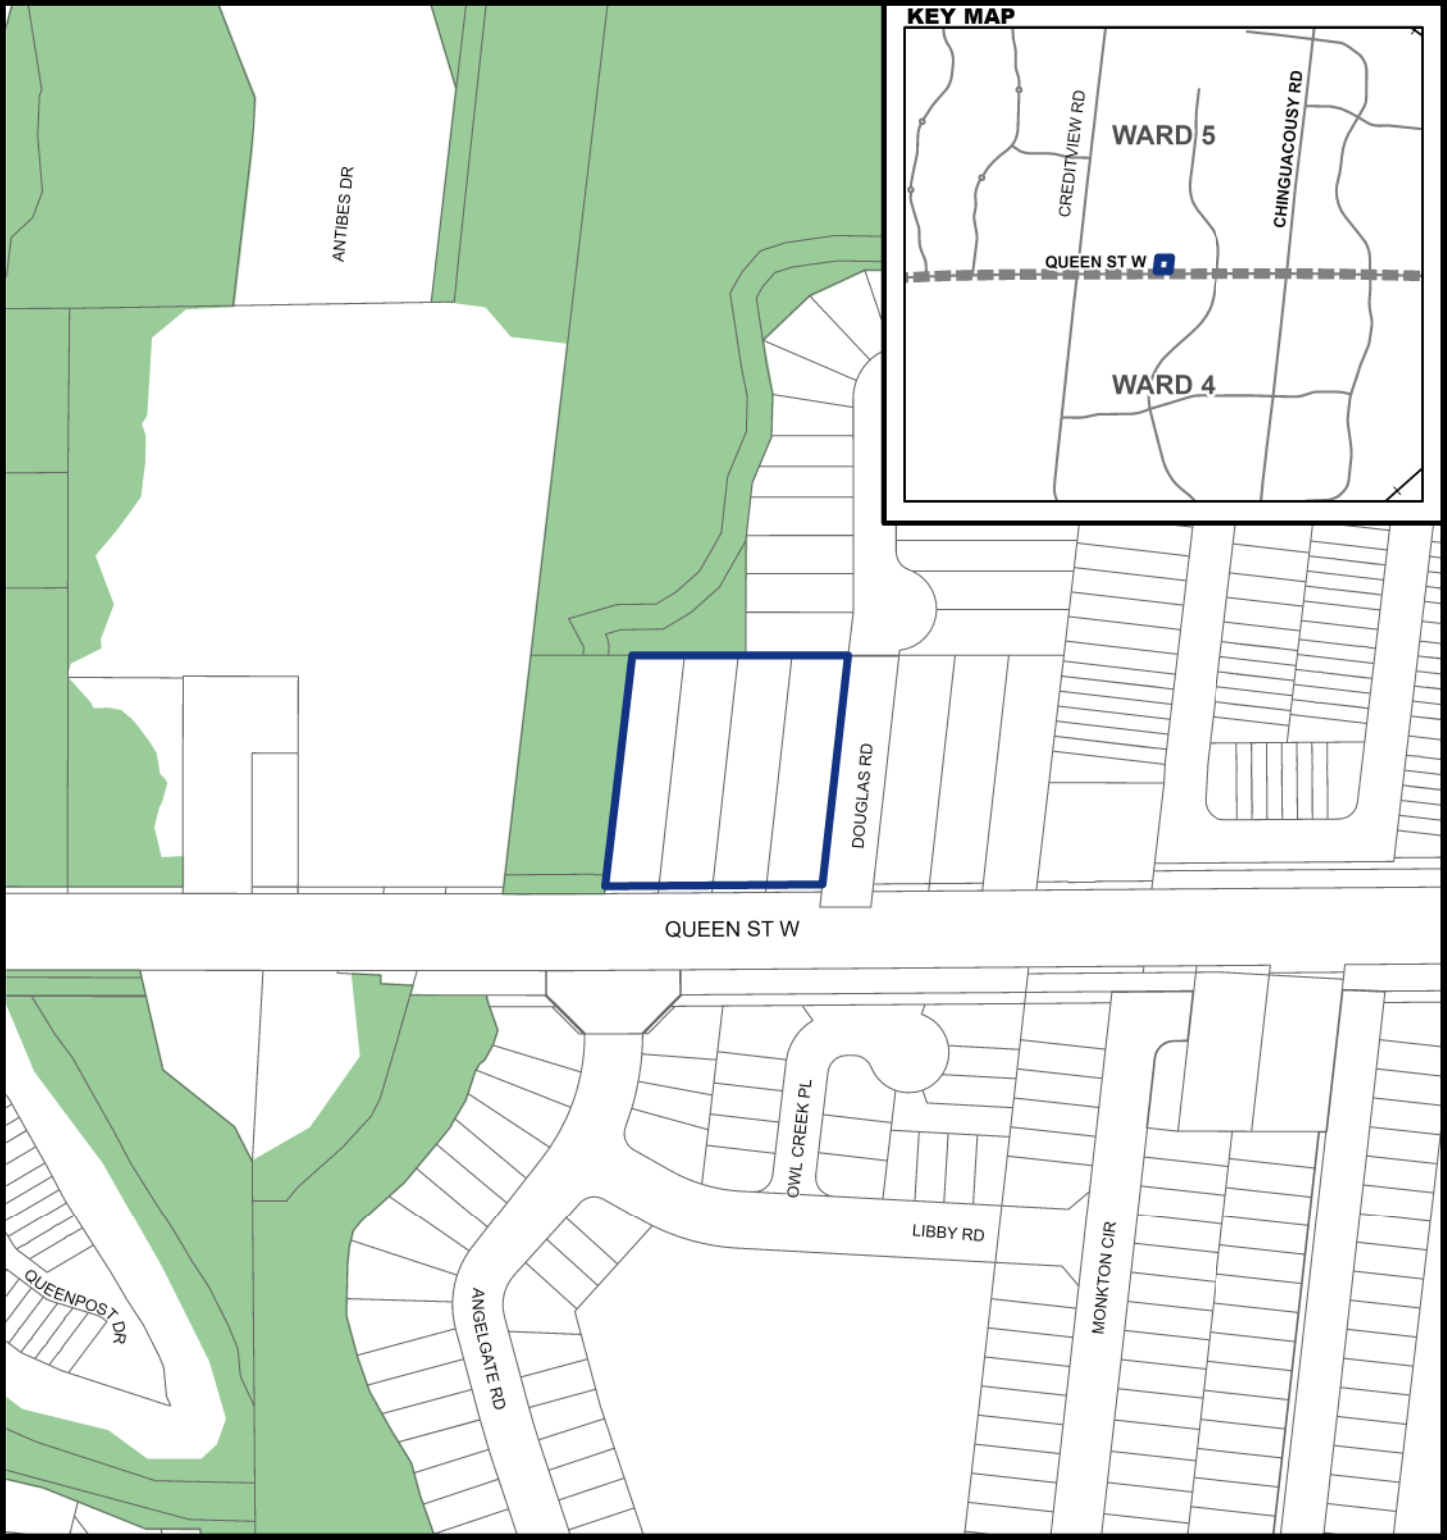 KEY MAP
CREDITVIEW RD
WARD 5
CHINGUACOUSY RD
QUEEN ST W
WARD 4
ANTIBES DR
DOUGLAS RD
QUEEN ST W
OWL CREEK PL
LIBBY RD
MONKTON CIR
QUEENPOST DR
ANGELGATE RD